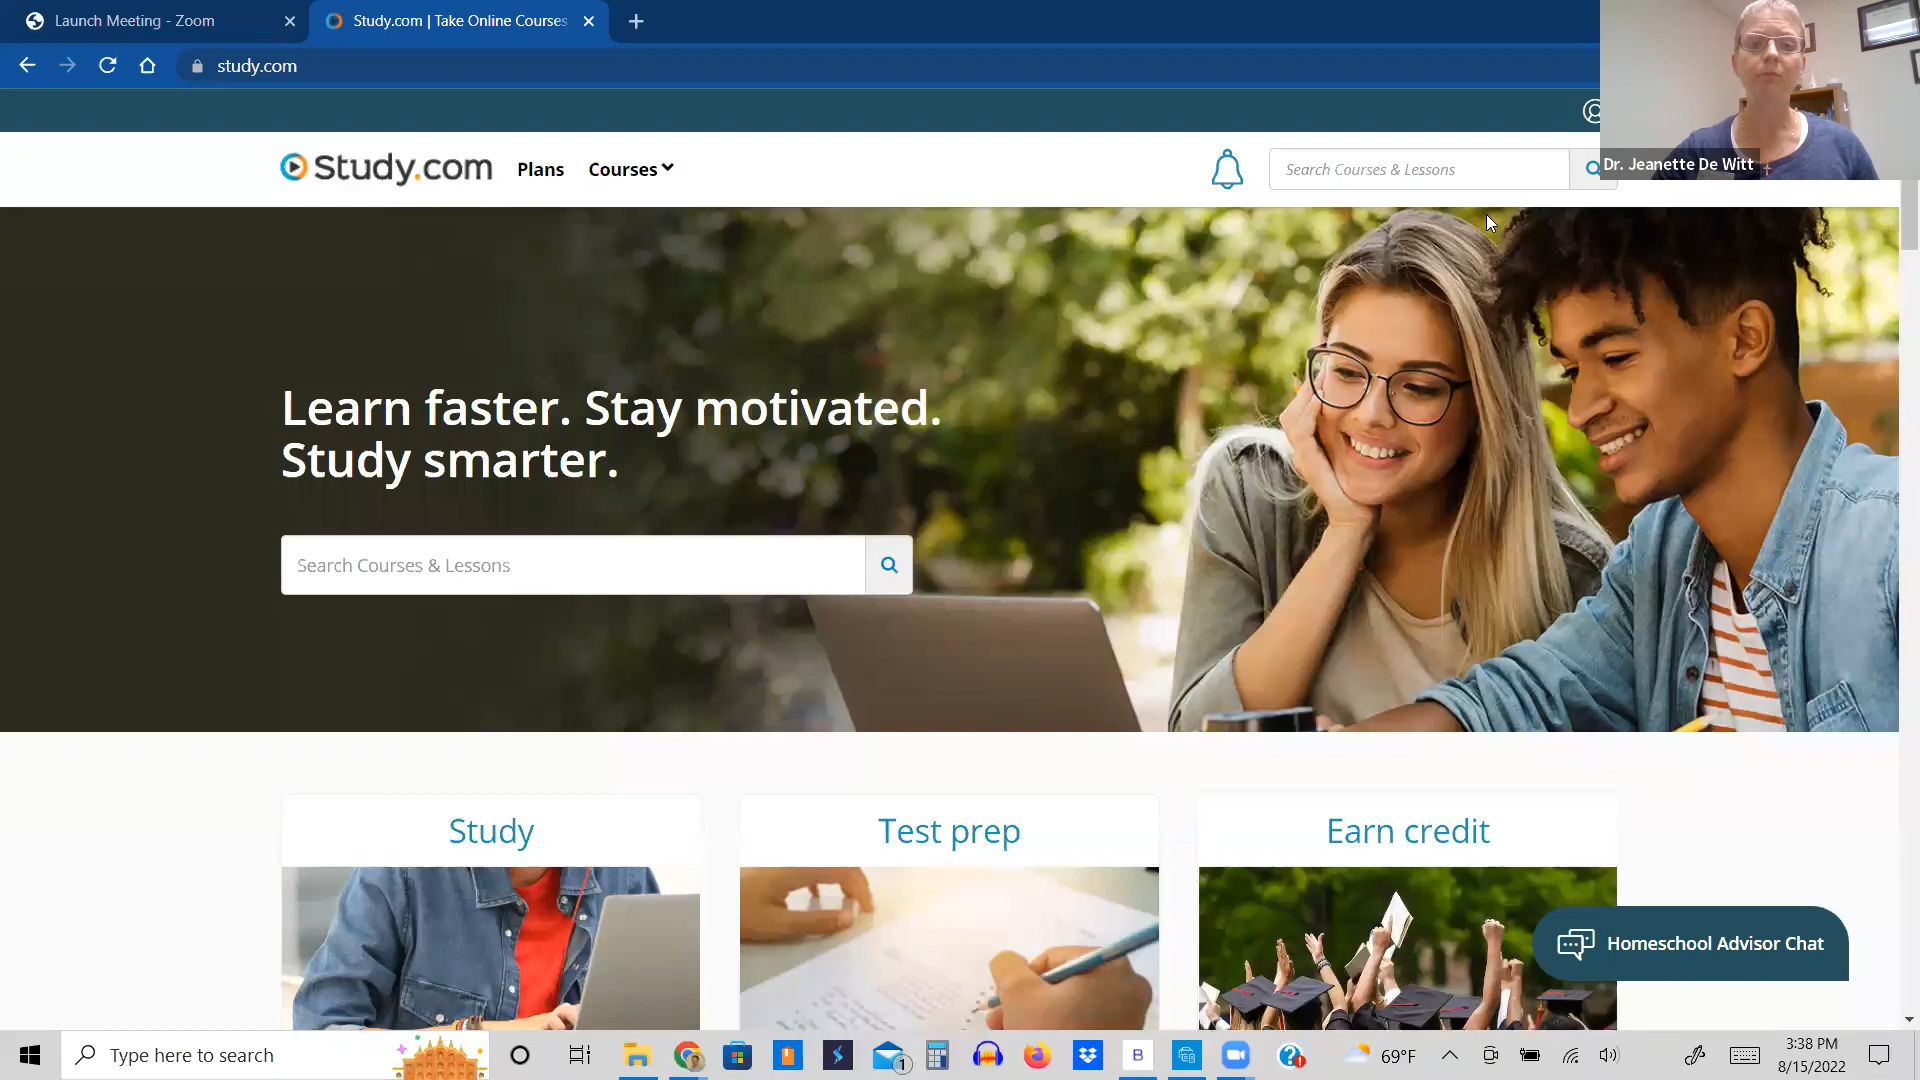 Launch Meeting - Zoom
Study.com | Take Online Courses
study.com
Study.com
Plans
Courses
Search Courses & Lessons
Dr. Jeanette De Witt
Learn faster. Stay motivated.
Study smarter.
Search Courses & Lessons
Study
Test prep
Earn credit
Homeschool Advisor Chat
Type here to search
1
B
69°F
3:38 PM
8/15/2022